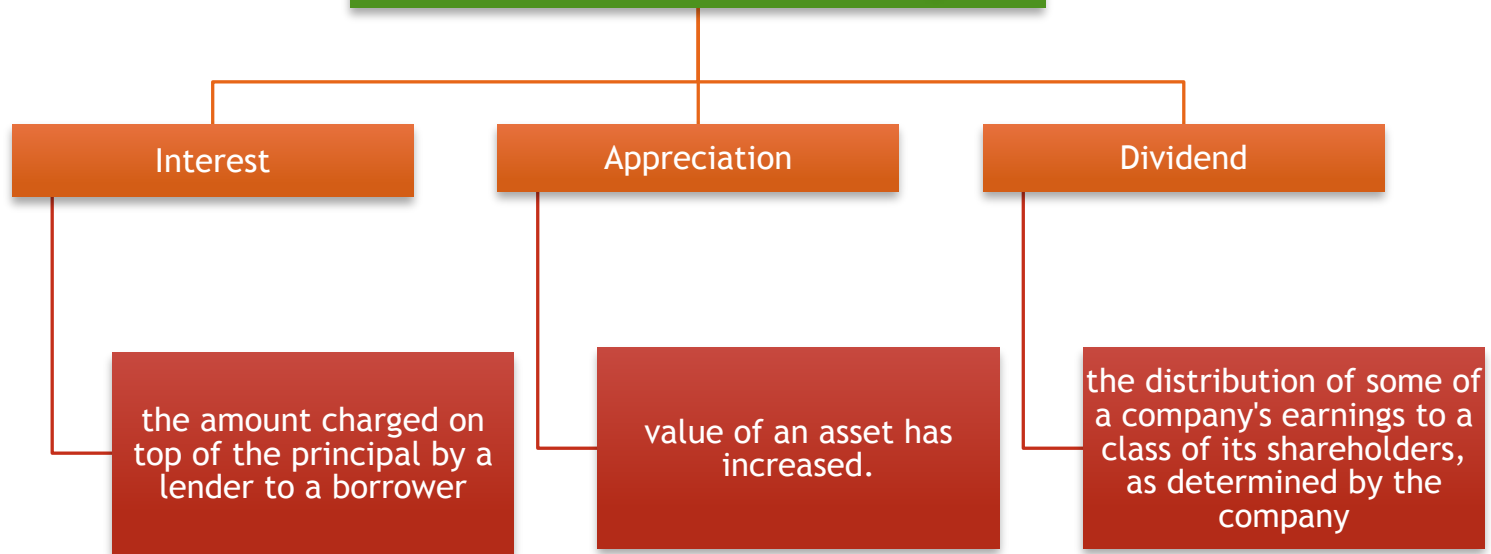 Interest
Appreciation
Dividend
the amount charged on
top of the principal by a
lender to a borrower
value of an asset has
increased.
the distribution of some of
a company's earnings to a
class of its shareholders,
as determined by the
company